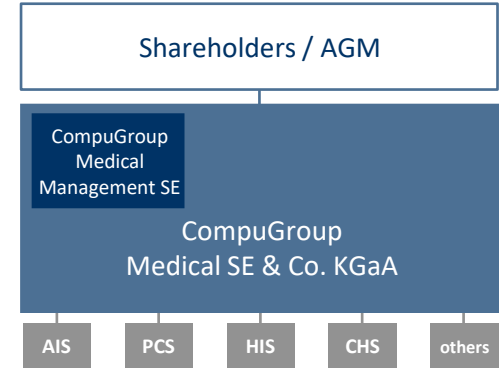 Shareholders / AGM
CompuGroup
Medical
Management SE
CompuGroup
Medical SE & Co. KGaA
AIS PCS HIS CHS others